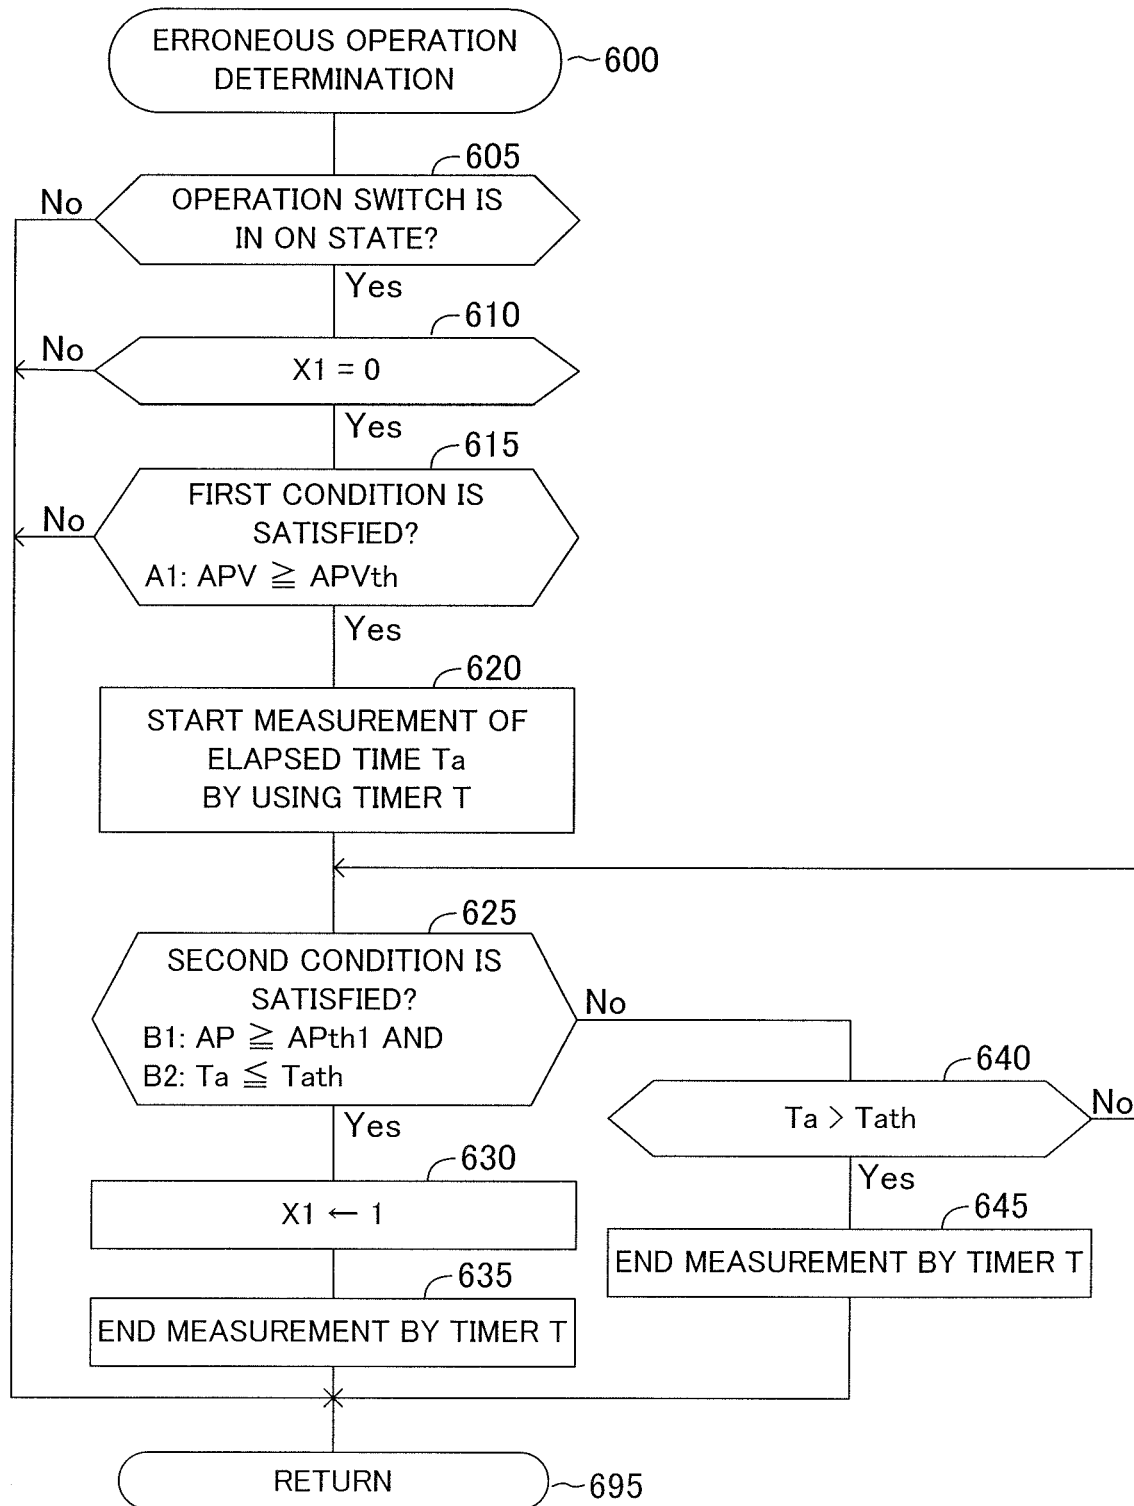 ERRONEOUS OPERATION
DETERMINATION
600
605
OPERATION SWITCH IS
IN ON STATE?
No
Yes
610
X1 = 0
No
Yes
615
FIRST CONDITION IS
SATISFIED?
A1: APV ≧ APVth
No
Yes
620
START MEASUREMENT OF
ELAPSED TIME Ta
BY USING TIMER T
625
SECOND CONDITION IS
SATISFIED?
B1: AP ≧ APth1 AND
B2: Ta ≦ Tath
No
Yes
640
Ta > Tath
No
Yes
630
X1 ← 1
645
END MEASUREMENT BY TIMER T
635
END MEASUREMENT BY TIMER T
RETURN
695